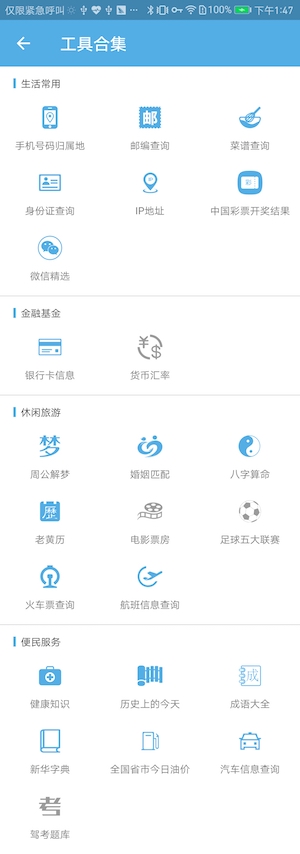 仅限紧急呼叫 100% 下午1:47
工具合集
生活常用
手机号码归属地 邮编查询 菜谱查询
身份证查询 IP地址 中国彩票开奖结果
微信精选
金融基金
银行卡信息 货币汇率
休闲旅游
周公解梦 婚姻匹配 八字算命
老黄历 电影票房 足球五大联赛
火车票查询 航班信息查询
便民服务
健康知识 历史上的今天 成语大全
新华字典 全国省市今日油价 汽车信息查询
驾考题库